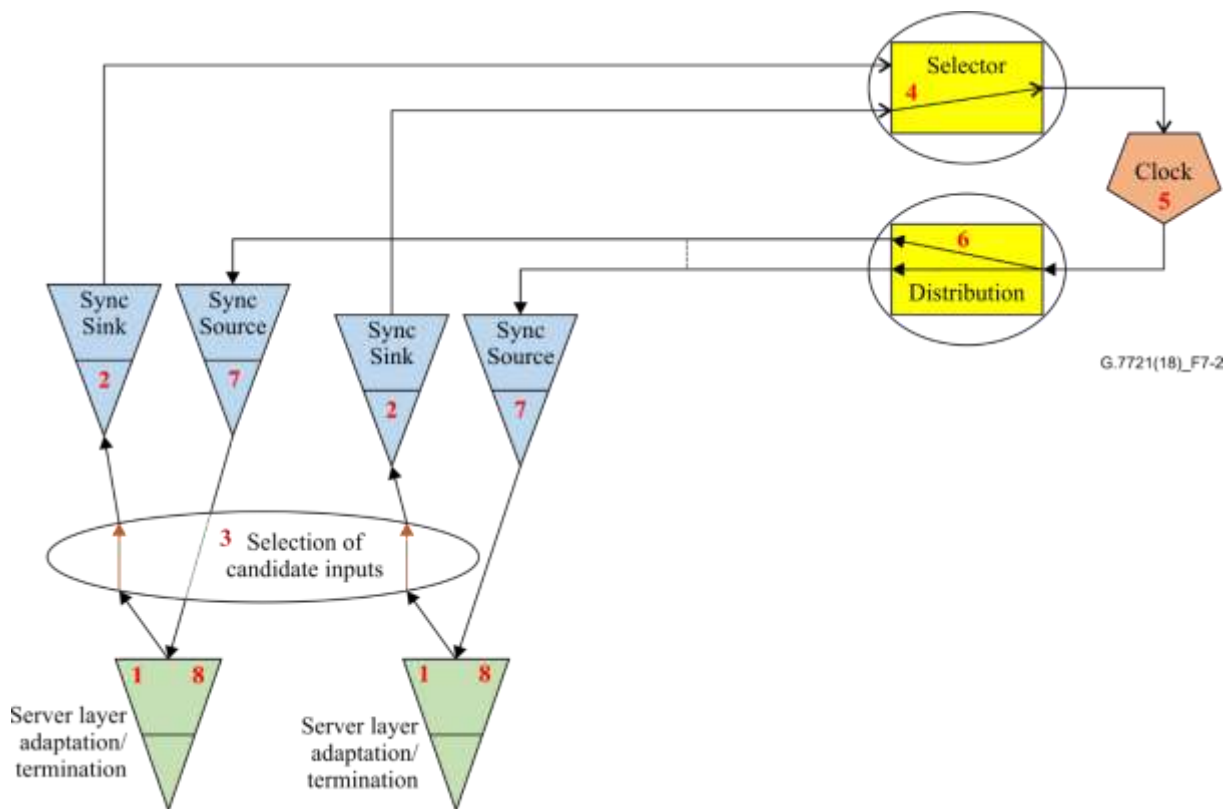 Selector
4
Clock
5
6
Distribution
G.7721(18)_F7-2
Sync
Sink
2
Sync
Source
7
Sync
Sink
2
Sync
Source
7
3 Selection of
candidate inputs
1 8
Server layer
adaptation/
termination
1 8
Server layer
adaptation/
termination